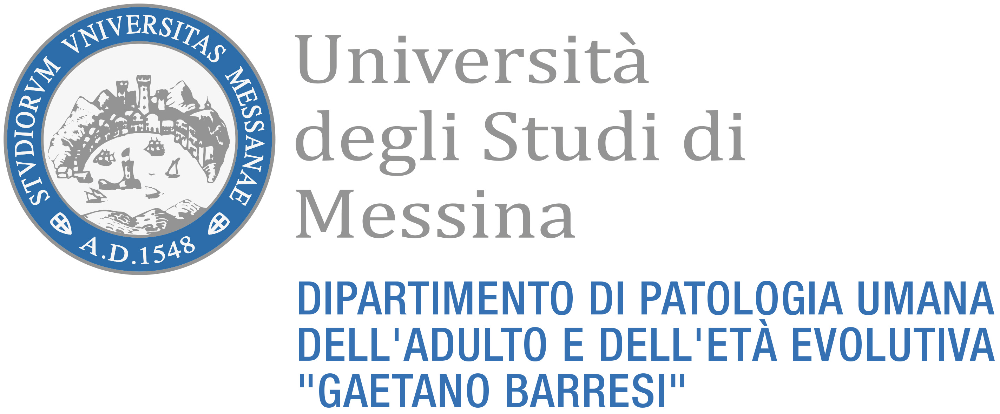 STVDIORVM VNIVERSITAS MESSANAE
A.D.1548
Università
degli Studi di
Messina
DIPARTIMENTO DI PATOLOGIA UMANA
DELL'ADULTO E DELL'ETÀ EVOLUTIVA
"GAETANO BARRESI"